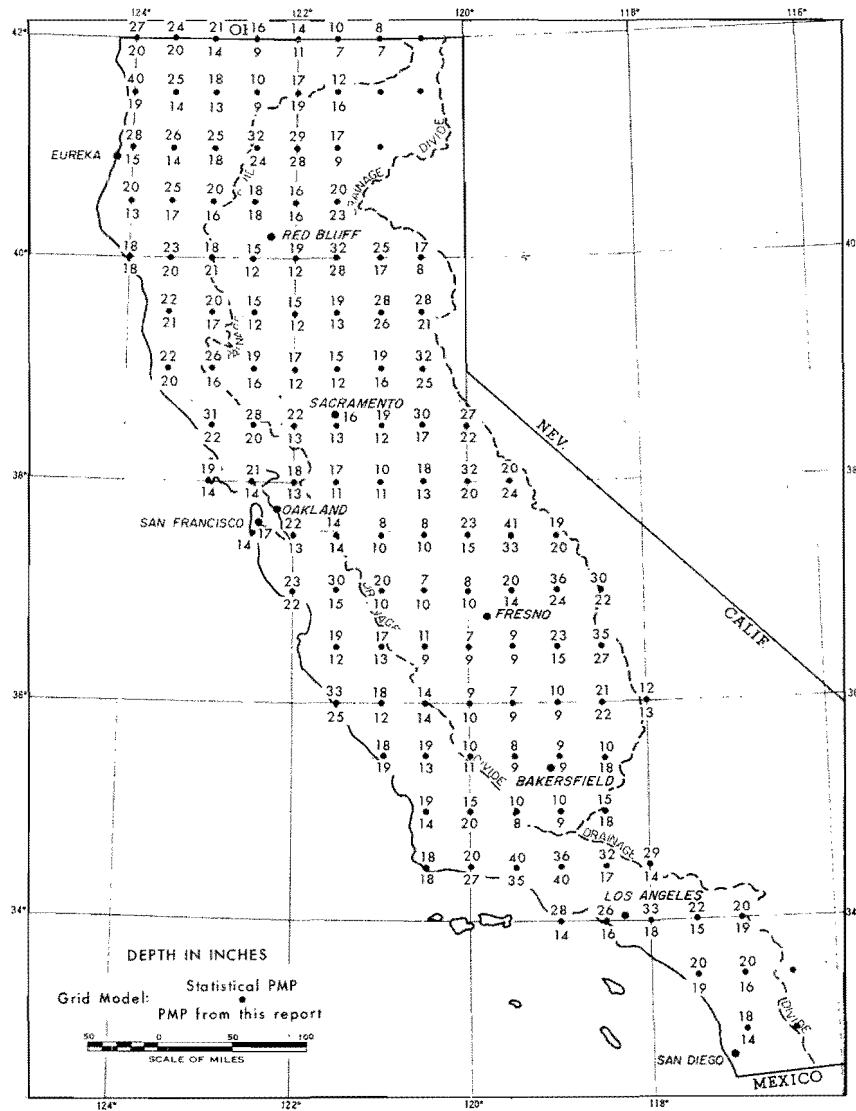 124° 122° 120° 118° 116°
42° 27 24 21 OR 16 14 10 8
20 20 14 9 11 7 7
40 25 18 10 17 12
19 14 13 9 19 16
28 26 25 32 29 17
EUREKA 15 14 18 24 28 9 DIVIDE
20 25 20 18 16 20 DRAINAGE
13 17 16 18 16 23
RED BLUFF
18 23 18 15 19 32 25 17
40° 40°
18 20 21 12 12 28 17 8
22 20 15 15 19 28 28
21 17 12 12 13 26 21
22 26 19 17 15 19 32
20 16 16 12 12 16 25
SACRAMENTO
31 28 22 16 19 30 27 NEV.
22 20 13 13 12 17 22
38° 19 21 18 17 10 18 32 20 38°
14 14 13 11 11 13 20 24
OAKLAND
SAN FRANCISCO 17 22 14 8 8 23 41 19
14 13 14 10 10 15 33 20
23 30 20 7 8 20 36 30
22 15 10 10 10 14 24 22
FRESNO CALIF.
19 17 11 7 9 23 35
12 13 9 9 9 15 27
36° 33 18 14 9 7 10 21 12 36°
25 12 14 10 9 9 22 3
18 19 10 8 9 10
19 13 11 9 9 18
DIVIDE BAKERSFIELD
19 15 10 10 15
14 20 8 9 18
DRAINAGE
18 20 40 36 32 29
18 27 35 40 17 14
LOS ANGELES
34° 28 26 33 22 20 34°
14 16 18 15 19
DEPTH IN INCHES
20 20
19 16
Statistical PMP
Grid Model:
PMP from this report
18
14 DIVIDE
50 0 50 100
SCALE OF MILES
SAN DIEGO
MEXICO
124° 122° 120° 118°